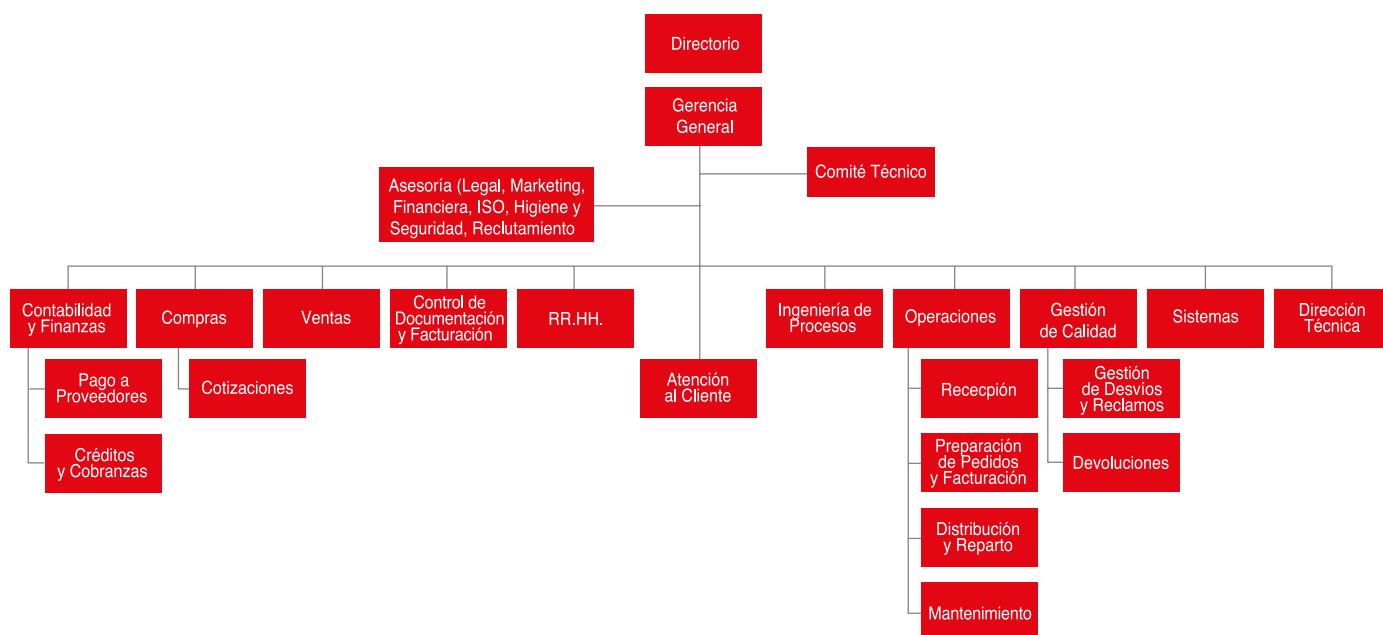 Directorio
Gerencia
General
Comité Técnico
Asesoría (Legal, Marketing,
Financiera, ISO, Higiene y
Seguridad, Reclutamiento
Contabilidad
y Finanzas
Compras
Ventas
Control de
Documentación
y Facturación
RR.HH.
Ingeniería de
Procesos
Operaciones
Gestión
de Calidad
Sistemas
Dirección
Técnica
Pago a
Proveedores
Cotizaciones
Atención
al Cliente
Rececpión
Gestión
de Desvíos
y Reclamos
Créditos
y Cobranzas
Preparación
de Pedidos
y Facturación
Devoluciones
Distribución
y Reparto
Mantenimiento